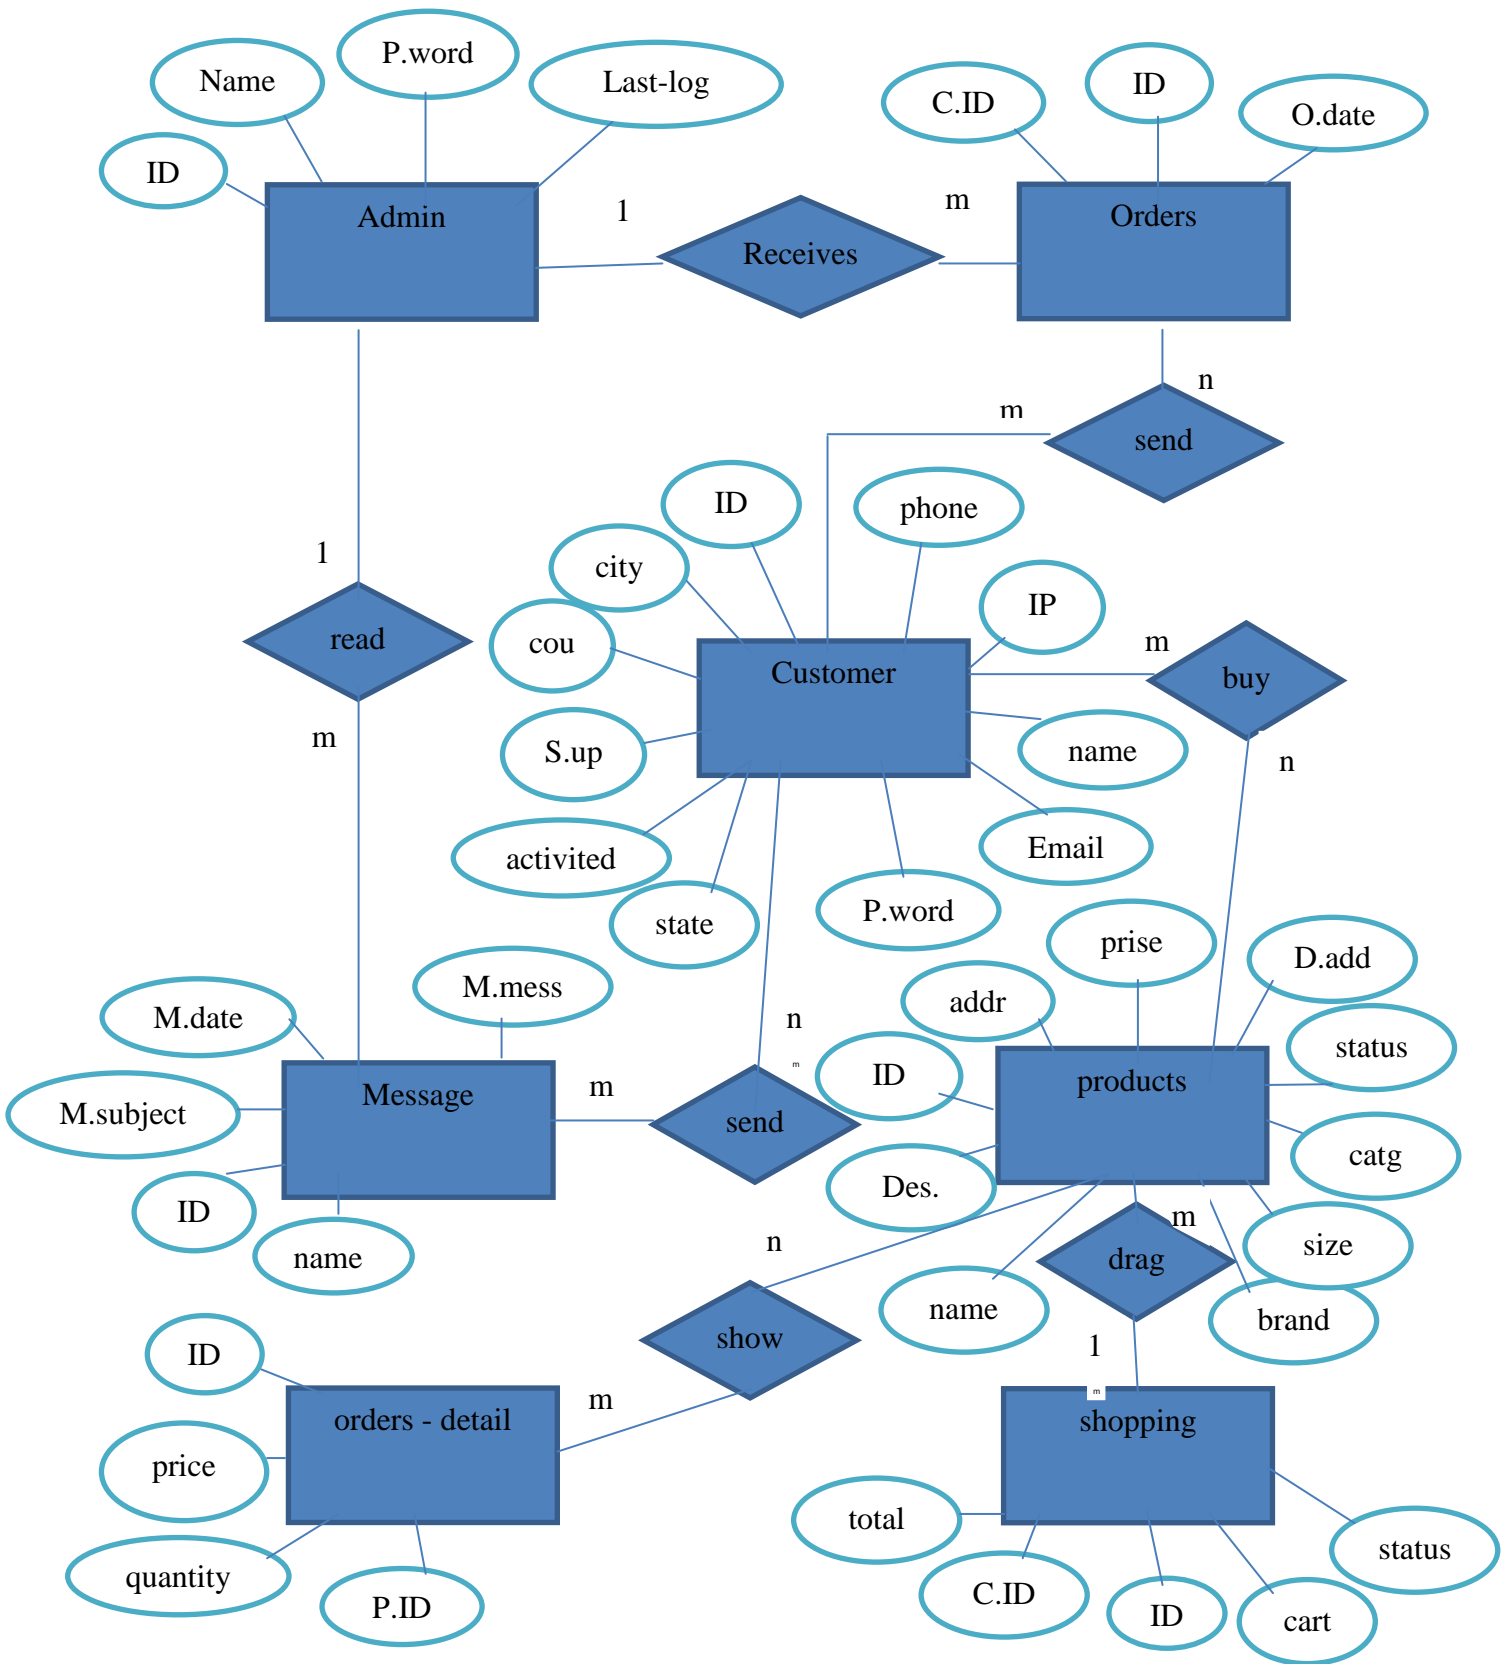 P.word
Name
Last-log
ID
C.ID
ID
O.date
Admin
1
Receives
m
Orders
n
m
send
ID
phone
city
1
IP
read
cou
m
Customer
buy
m
S.up
name
n
activited
Email
state
P.word
prise
M.mess
addr
D.add
M.date
n
status
m
ID
products
Message
m
M.subject
send
catg
Des.
ID
m
name
n
drag
size
name
brand
show
ID
1
m
m
orders - detail
shopping
price
total
status
quantity
C.ID
P.ID
ID
cart